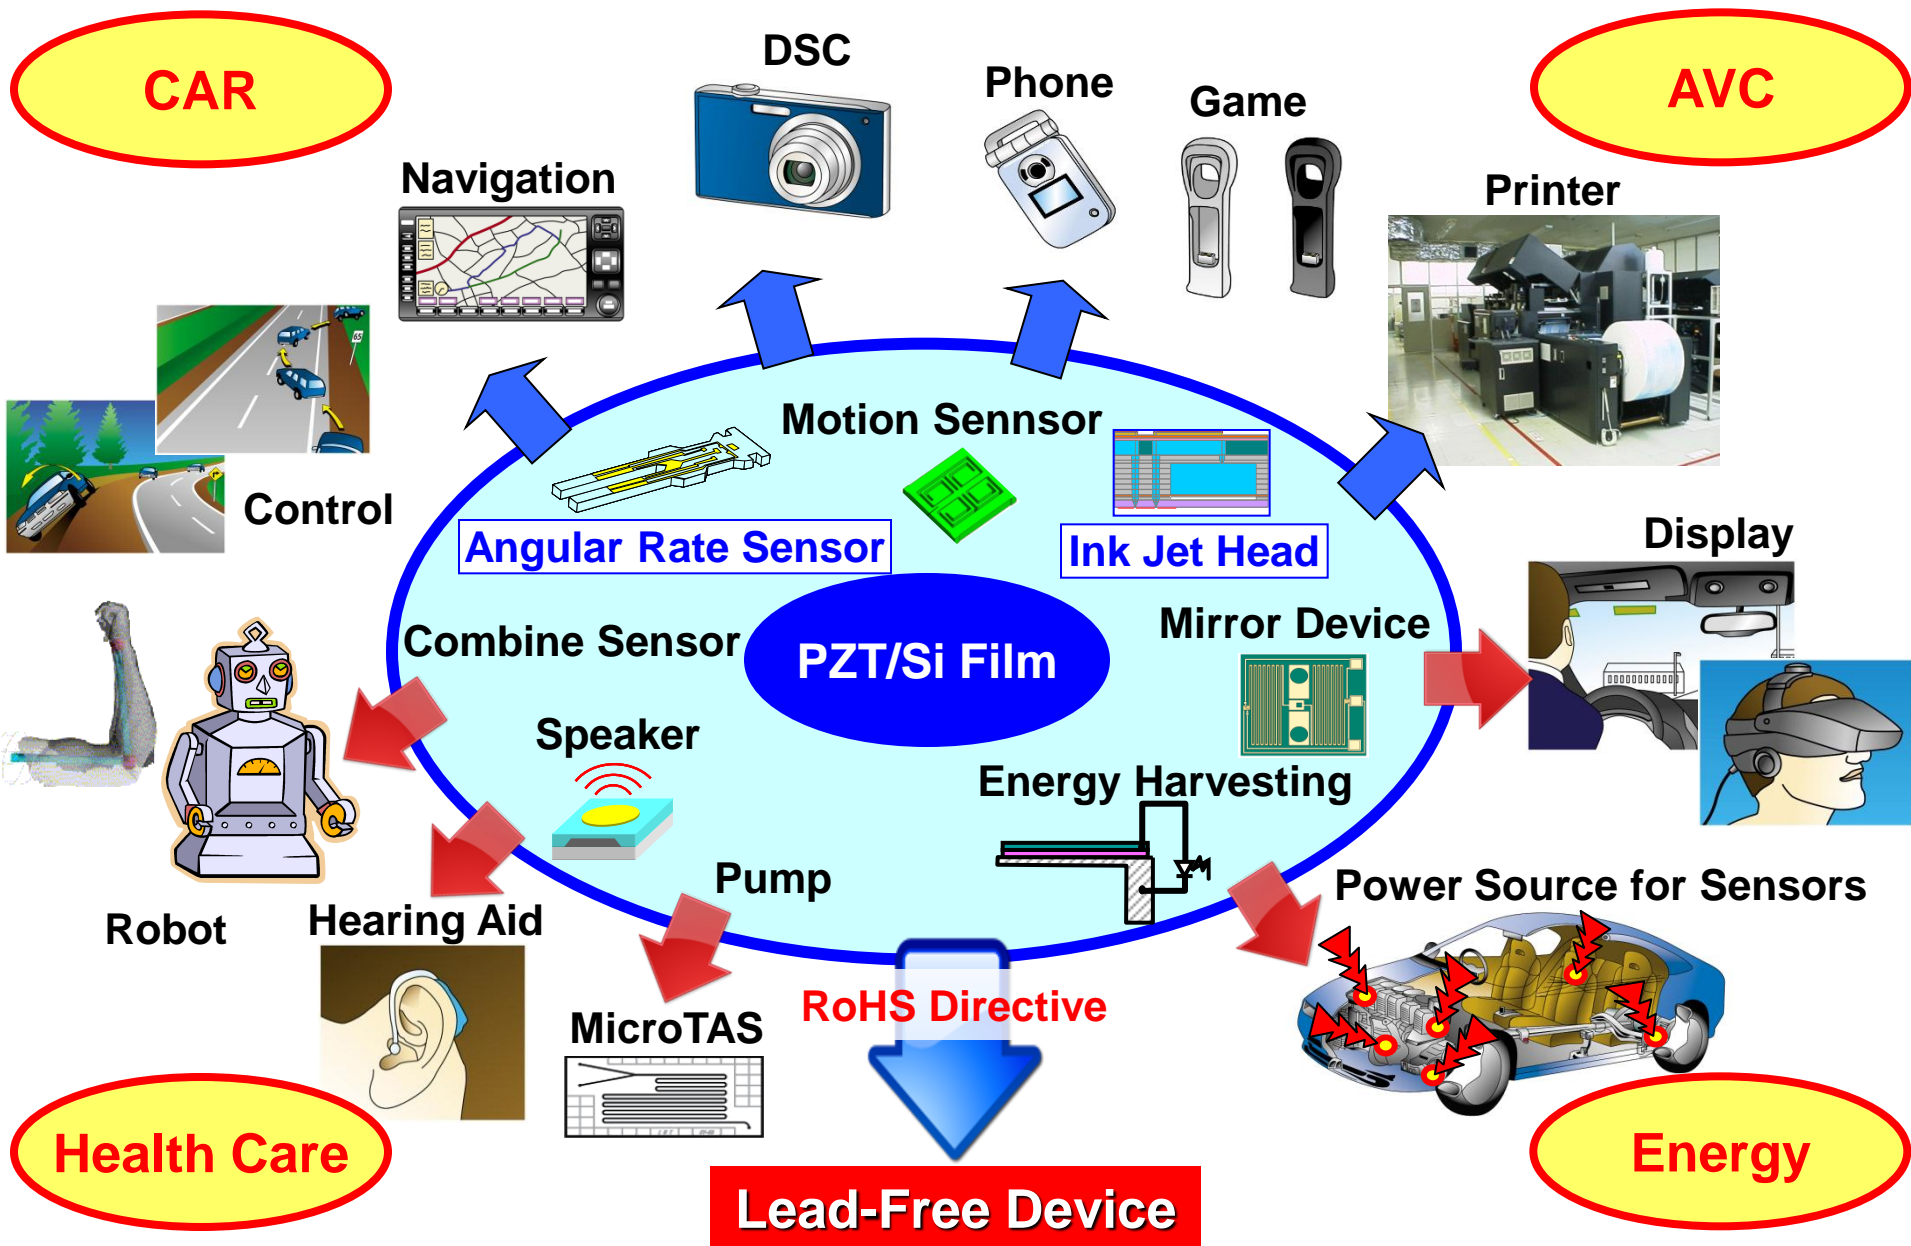 CAR
DSC
Phone
Game
AVC
Navigation
Printer
65
Control
Motion Sennsor
Angular Rate Sensor
Ink Jet Head
Display
Combine Sensor
PZT/Si Film
Mirror Device
Speaker
Energy Harvesting
Pump
Power Source for Sensors
Robot
Hearing Aid
MicroTAS
RoHS Directive
Health Care
Energy
Lead-Free Device